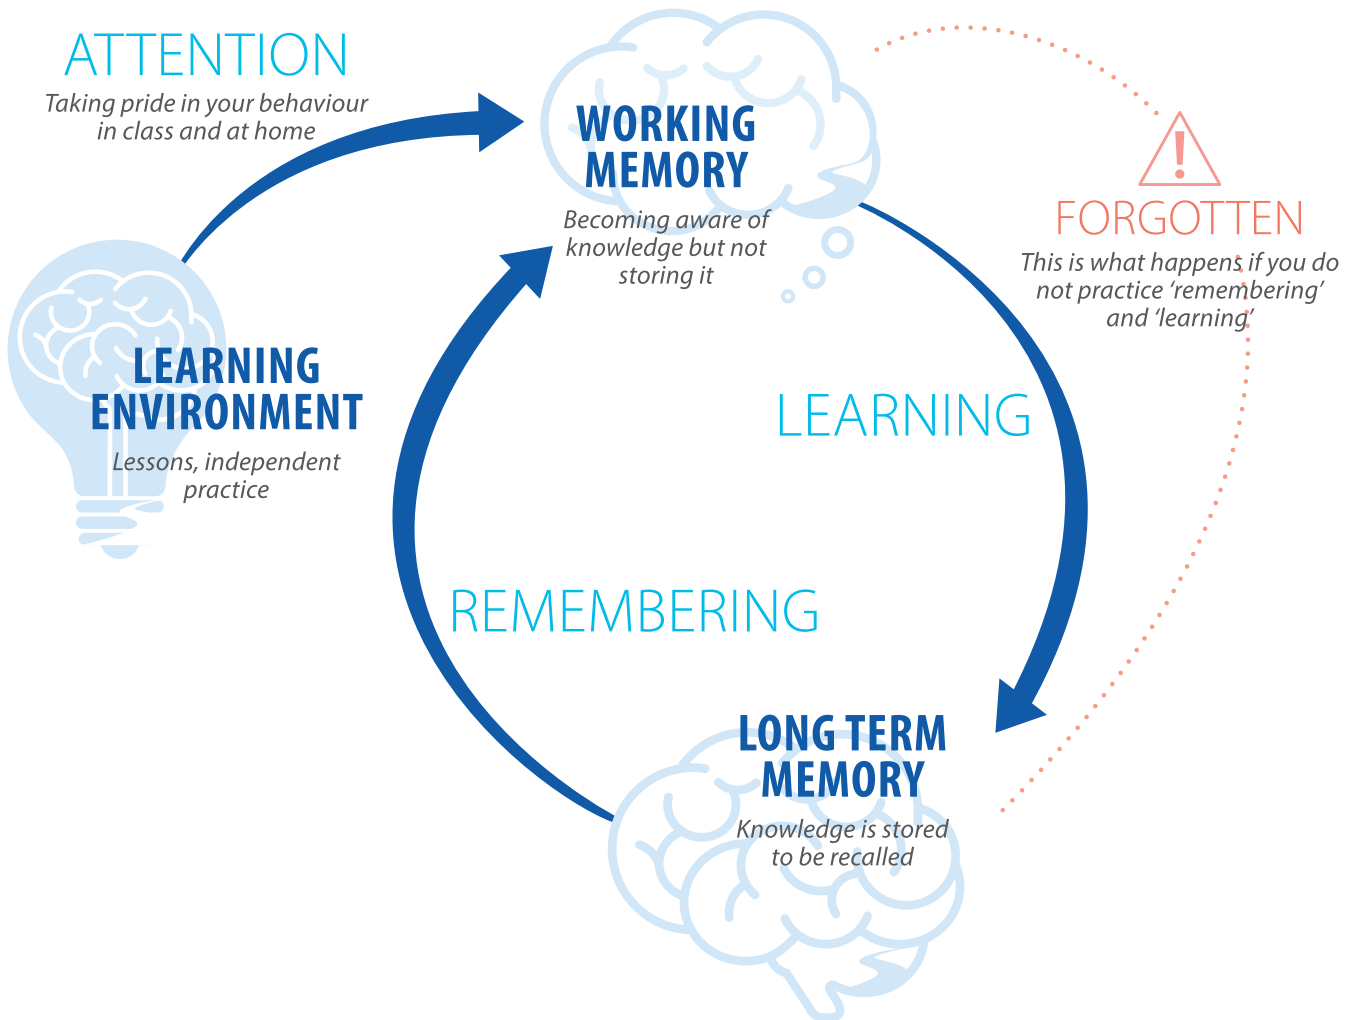 ATTENTION
Taking pride in your behaviour
in class and at home
WORKING
MEMORY
Becoming aware of
knowledge but not
storing it
FORGOTTEN
This is what happens if you do
not practice ‘remembering’
and ‘learning’
LEARNING
ENVIRONMENT
Lessons, independent
practice
LEARNING
REMEMBERING
LONG TERM
MEMORY
Knowledge is stored
to be recalled